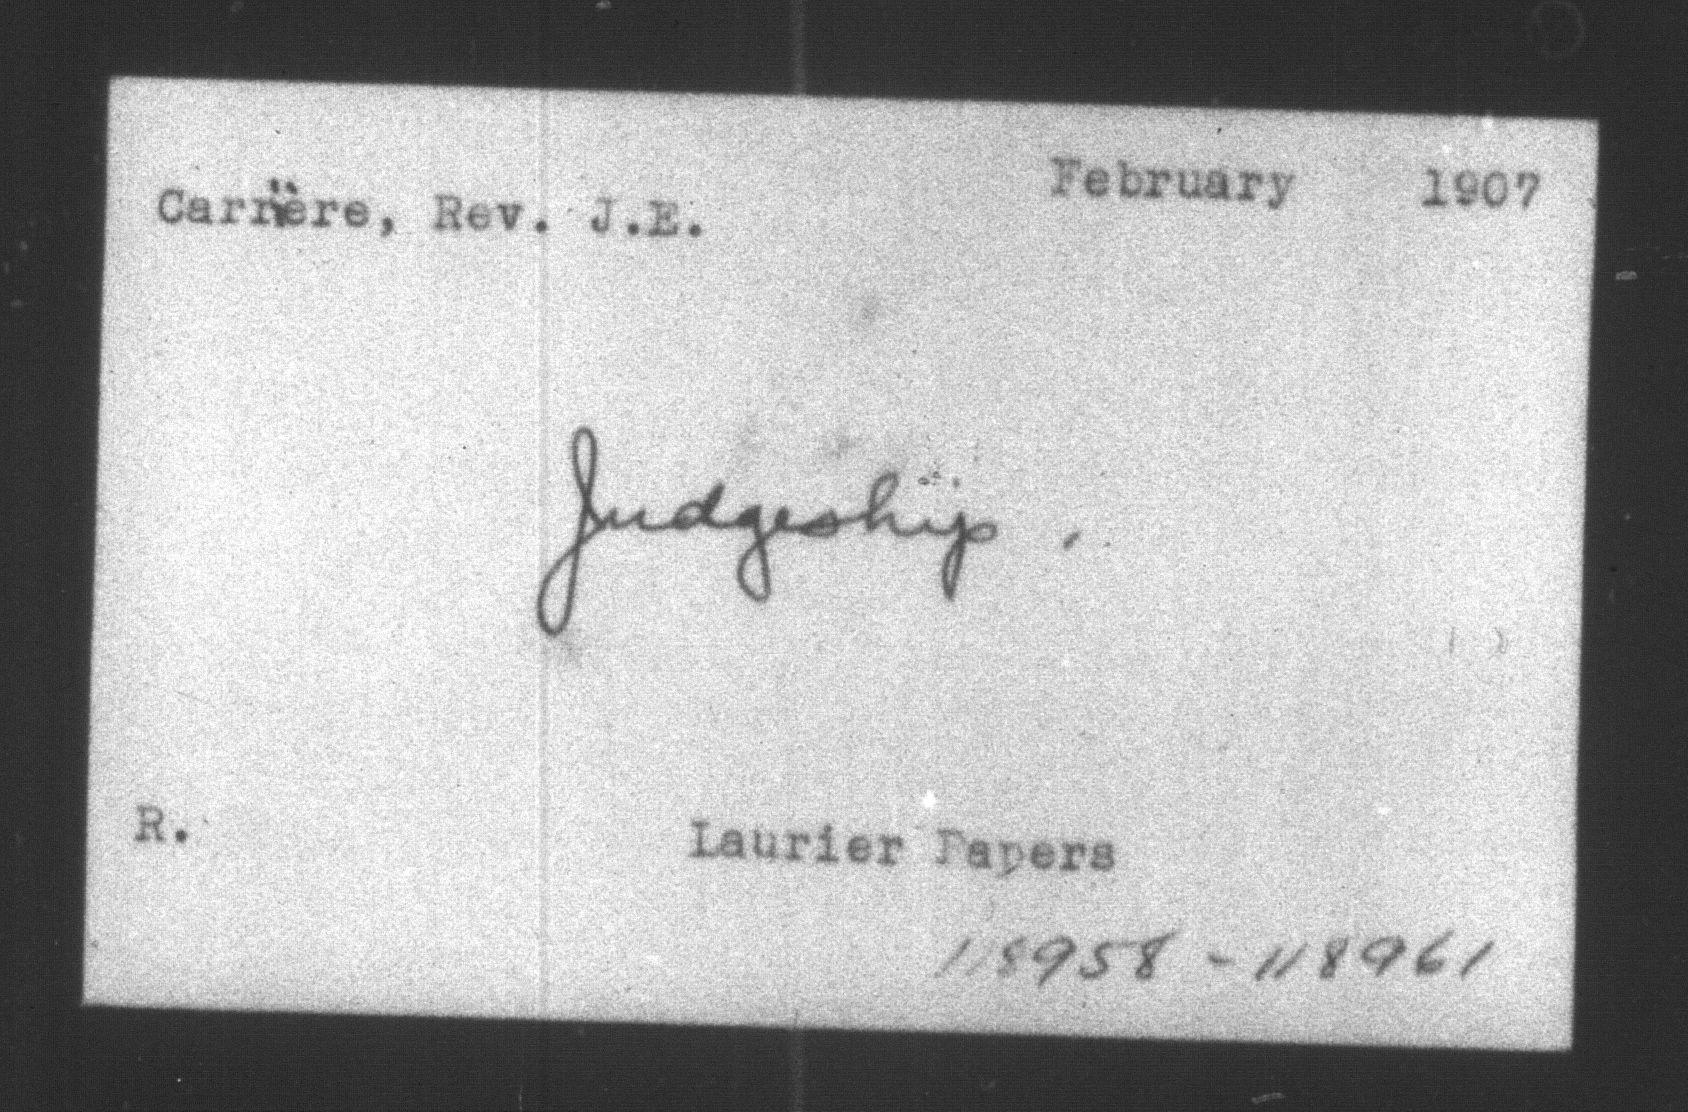 Carrière, Rev. J.E. February 1907
Judgeship.
R. Laurier Papers
118958 - 118961